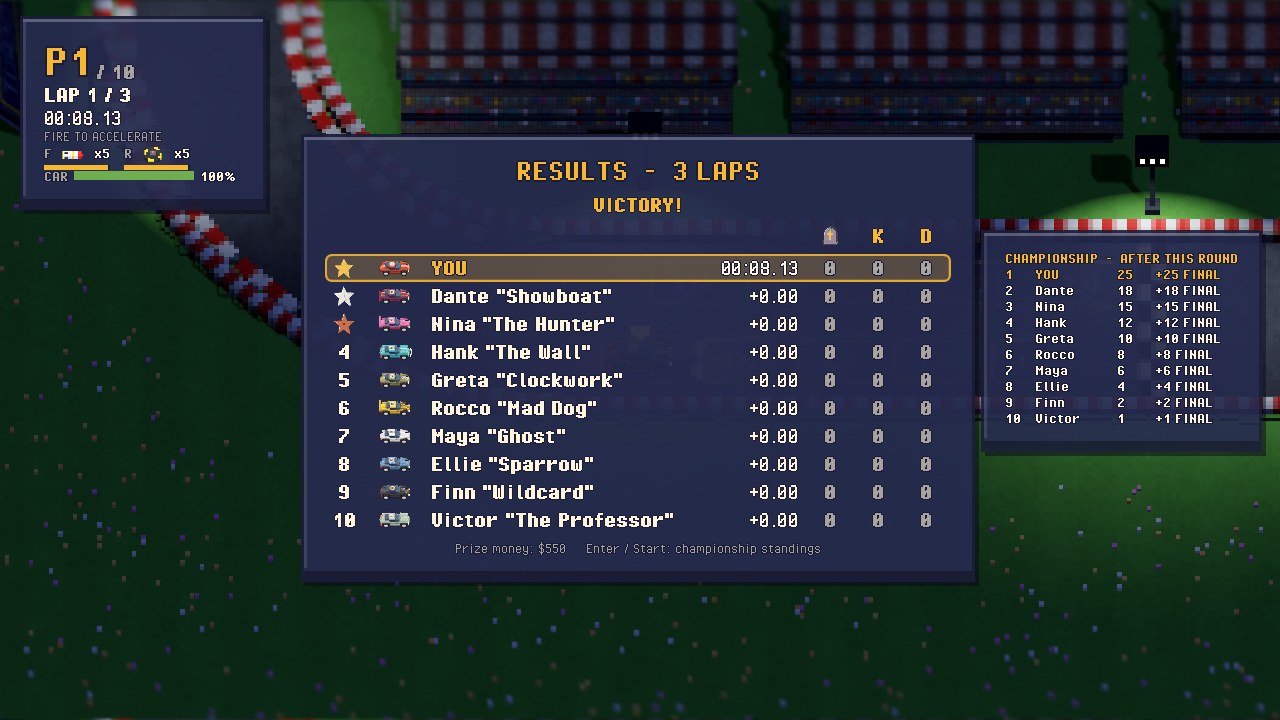 P1 / 10
LAP 1 / 3
00:08.13
FIRE TO ACCELERATE
F x5 R x5
CAR 100%
RESULTS - 3 LAPS
VICTORY!
K D
YOU 00:08.13 0 0 0
Dante "Showboat" +0.00 0 0 0
Nina "The Hunter" +0.00 0 0 0
4 Hank "The Wall" +0.00 0 0 0
5 Greta "Clockwork" +0.00 0 0 0
6 Rocco "Mad Dog" +0.00 0 0 0
7 Maya "Ghost" +0.00 0 0 0
8 Ellie "Sparrow" +0.00 0 0 0
9 Finn "Wildcard" +0.00 0 0 0
10 Victor "The Professor" +0.00 0 0 0
Prize money: $550 Enter / Start: championship standings
CHAMPIONSHIP - AFTER THIS ROUND
1 YOU 25 +25 FINAL
2 Dante 18 +18 FINAL
3 Nina 15 +15 FINAL
4 Hank 12 +12 FINAL
5 Greta 10 +10 FINAL
6 Rocco 8 +8 FINAL
7 Maya 6 +6 FINAL
8 Ellie 4 +4 FINAL
9 Finn 2 +2 FINAL
10 Victor 1 +1 FINAL